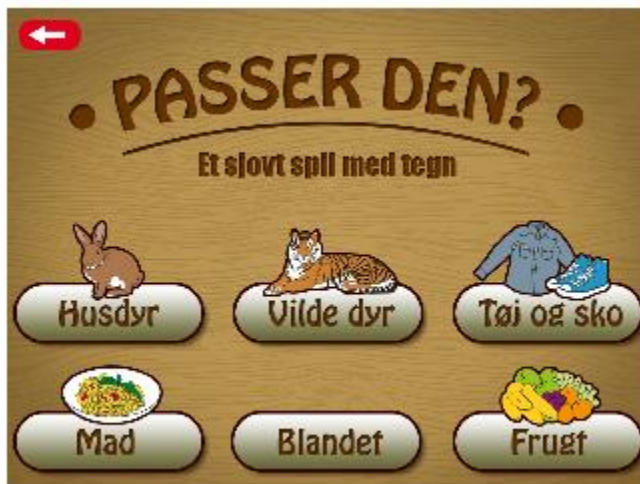 PASSER DEN?
Et sjovt spil med tegn
Husdyr
Vilde dyr
Tøj og sko
Mad
Blandet
Frugt